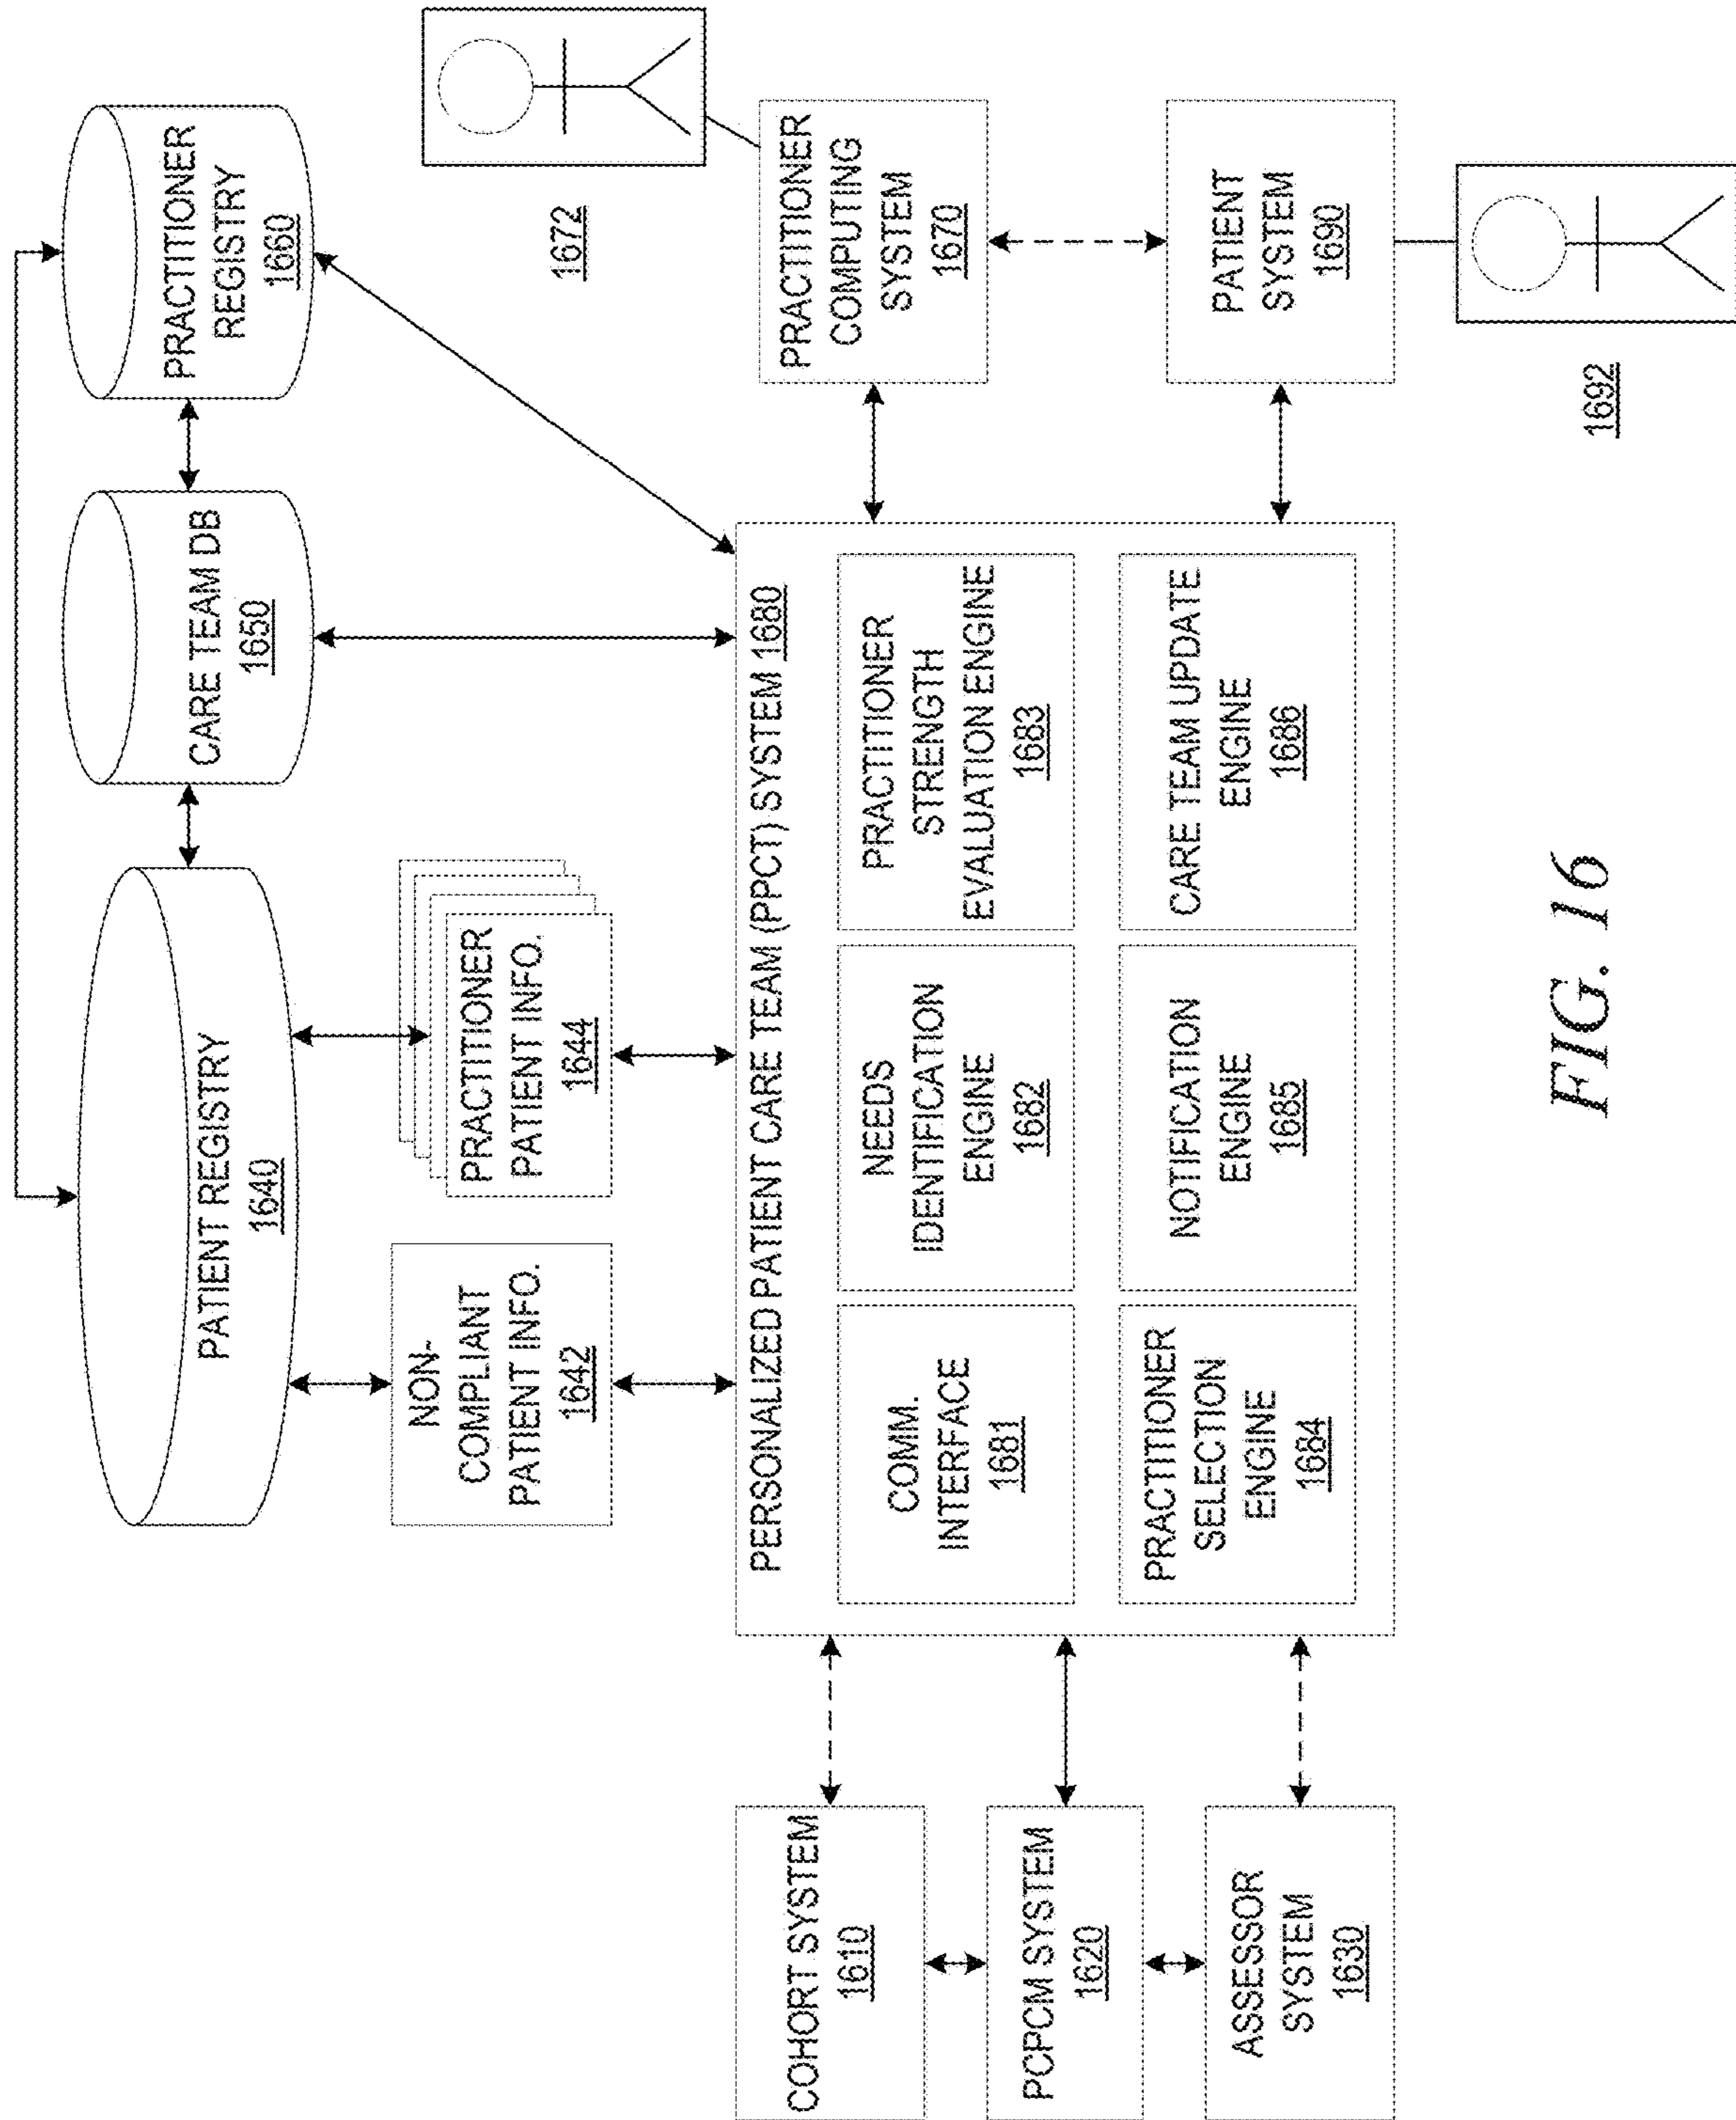 PATIENT REGISTRY
1640
CARE TEAM DB
1650
PRACTITIONER
REGISTRY
1660
NON-
COMPLIANT
PATIENT INFO.
1642
PRACTITIONER
PATIENT INFO.
1644
1672
COHORT SYSTEM
1610
PCPCM SYSTEM
1620
ASSESSOR
SYSTEM
1630
PERSONALIZED PATIENT CARE TEAM (PPCT) SYSTEM 1680
COMM.
INTERFACE
1681
NEEDS
IDENTIFICATION
ENGINE
1682
PRACTITIONER
STRENGTH
EVALUATION ENGINE
1683
PRACTITIONER
SELECTION
ENGINE
1684
NOTIFICATION
ENGINE
1685
CARE TEAM UPDATE
ENGINE
1686
PRACTITIONER
COMPUTING
SYSTEM
1670
PATIENT
SYSTEM
1690
1692
FIG. 16